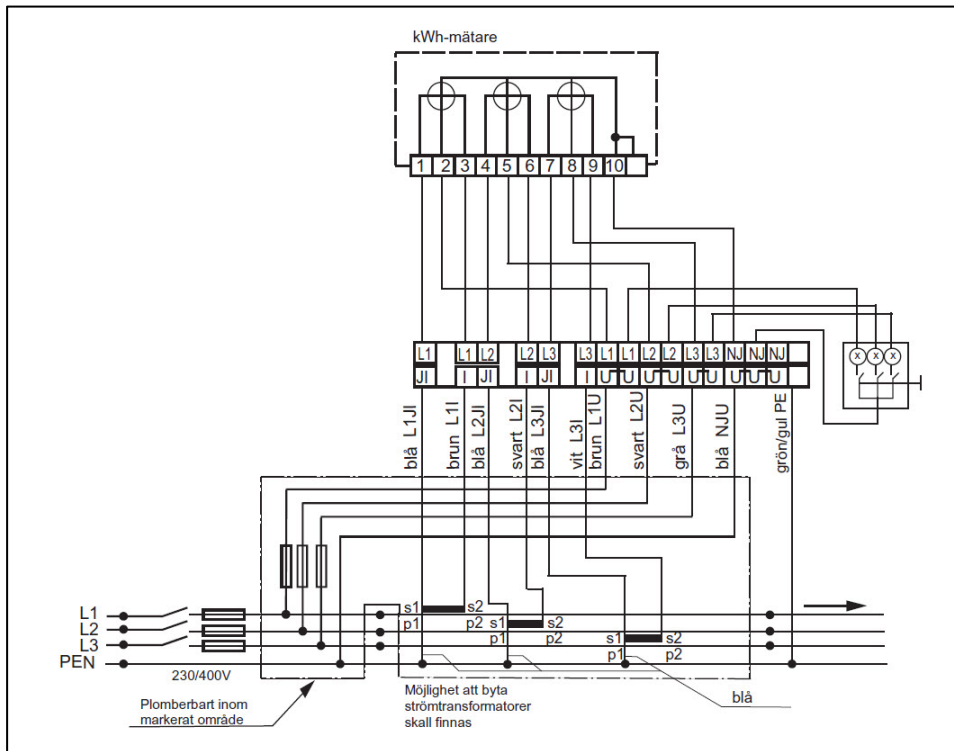 kWh-mätare
1 2 3 4 5 6 7 8 9 10
L1 L1 L2 L2 L3 L3 L1 L1 L2 L2 L3 L3 NJ NJ NJ
JI I JI I JI I U U U U U U U U U
X X X
blå L1JI
brun L1I
blå L2JI
svart L2I
blå L3JI
vit L3I
brun L1U
svart L2U
grå L3U
blå NJU
grön/gul PE
s1 s2
L1
p1 p2
L2
s1 s2
p1 p2
L3
s1 s2
PEN
p1 p2
230/400V
Plomberbart inom
markerat område
Möjlighet att byta
strömtransformatorer
skall finnas
blå